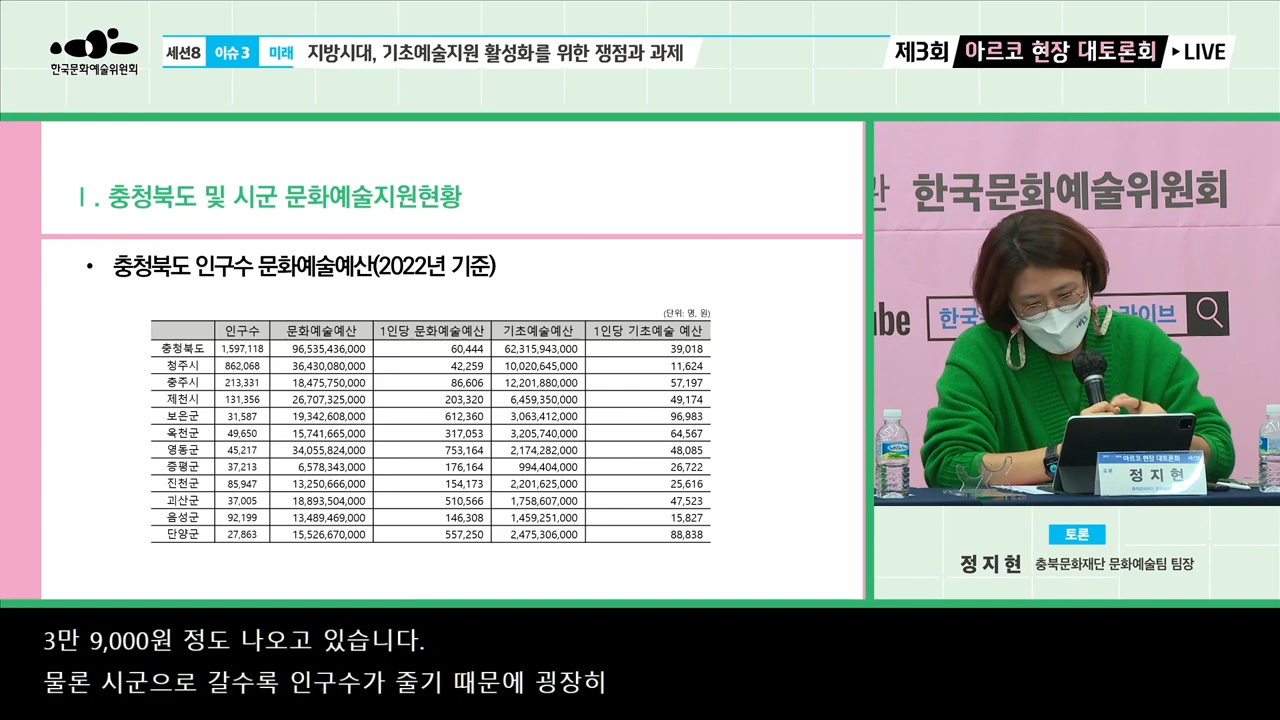 한국문화예술위원회
세션8 이슈 3 미래 지방시대, 기초예술지원 활성화를 위한 쟁점과 과제
제3회 아르코 현장 대토론회 ▸LIVE
Ⅰ. 충청북도 및 시군 문화예술지원현황
• 충청북도 인구수 문화예술예산(2022년 기준)
(단위: 명, 원)
인구수 문화예술예산 1인당 문화예술예산 기초예술예산 1인당 기초예술 예산
충청북도 1,597,118 96,535,436,000 60,444 62,315,943,000 39,018
청주시 862,068 36,430,080,000 42,259 10,020,645,000 11,624
충주시 213,331 18,475,750,000 86,606 12,201,880,000 57,197
제천시 131,356 26,707,325,000 203,320 6,459,350,000 49,174
보은군 31,587 19,342,608,000 612,360 3,063,412,000 96,983
옥천군 49,650 15,741,665,000 317,053 3,205,740,000 64,567
영동군 45,217 34,055,824,000 753,164 2,174,282,000 48,085
증평군 37,213 6,578,343,000 176,164 994,404,000 26,722
진천군 85,947 13,250,666,000 154,173 2,201,625,000 25,616
괴산군 37,005 18,893,504,000 510,566 1,758,607,000 47,523
음성군 92,199 13,489,469,000 146,308 1,459,251,000 15,827
단양군 27,863 15,526,670,000 557,250 2,475,306,000 88,838
관 한국문화예술위원회
ube 한국 라이브
아르코 현장 대토론회
정지현
토론
정지현 충북문화재단 문화예술팀 팀장
3만 9,000원 정도 나오고 있습니다.
물론 시군으로 갈수록 인구수가 줄기 때문에 굉장히